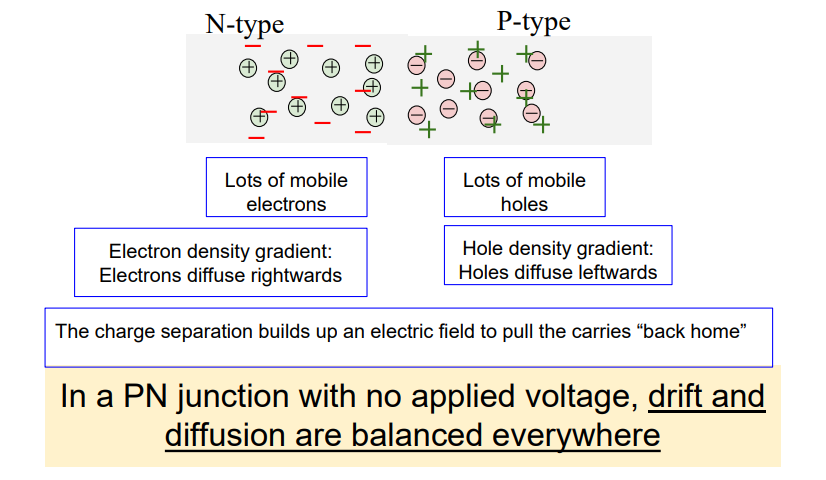 N-type
P-type
Lots of mobile
electrons
Lots of mobile
holes
Electron density gradient:
Electrons diffuse rightwards
Hole density gradient:
Holes diffuse leftwards
The charge separation builds up an electric field to pull the carries “back home”
In a PN junction with no applied voltage, drift and
diffusion are balanced everywhere